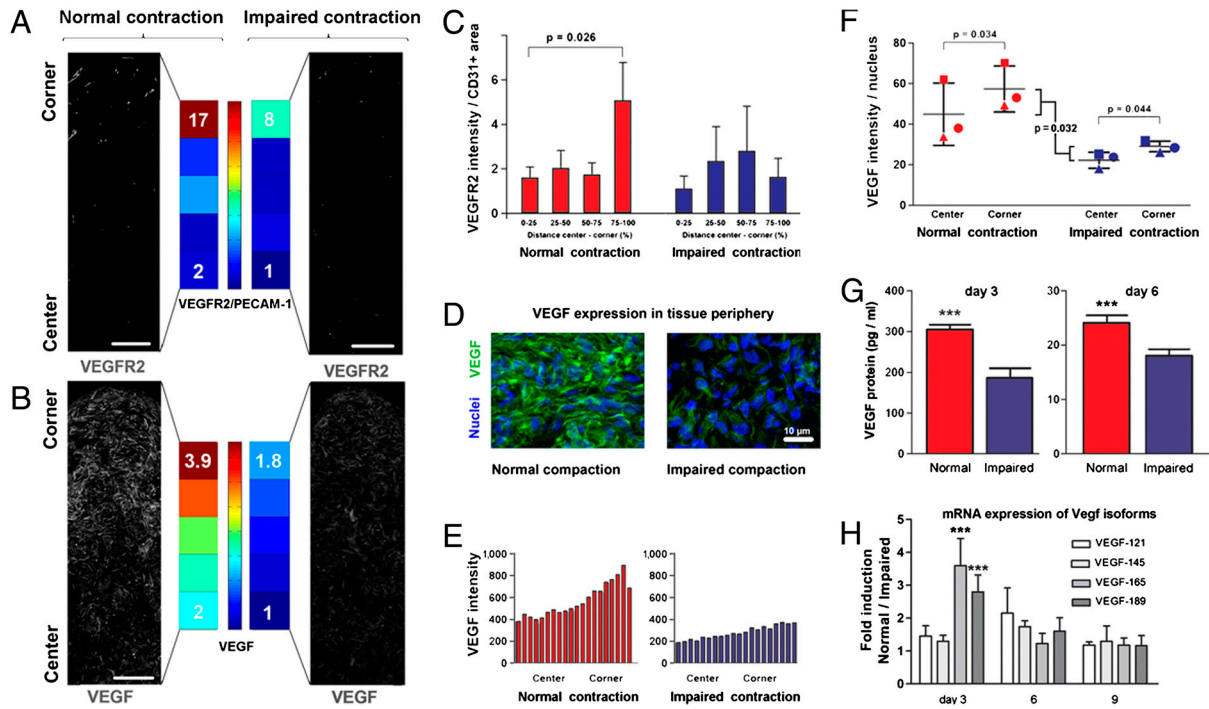 A
Normal contraction
Impaired contraction
Corner
Center
17
2
8
1
VEGFR2/PECAM-1
VEGFR2
VEGFR2
B
Corner
Center
3.9
2
1.8
1
VEGF
VEGF
VEGF
C
VEGFR2 intensity / CD31+ area
6
4
2
0
p = 0.026
0-25
25-50
50-75
75-100
0-25
25-50
50-75
75-100
Distance center - corner (%)
Distance center - corner (%)
Normal contraction
Impaired contraction
D
VEGF expression in tissue periphery
Nuclei
VEGF
10 µm
Normal compaction
Impaired compaction
E
VEGF intensity
1,000
800
600
400
200
0
1,000
800
600
400
200
0
Center
Corner
Center
Corner
Normal contraction
Impaired contraction
F
VEGF intensity / nucleus
80
60
40
20
0
p = 0.034
p = 0.032
p = 0.044
Center
Corner
Center
Corner
Normal contraction
Impaired contraction
G
VEGF protein (pg / ml)
day 3
400
300
200
300
***
Normal
Impaired
day 6
24
16
8
0
***
Normal
Impaired
H
mRNA expression of Vegf isoforms
Fold induction
Normal / Impaired
5
4
3
2
1
0
***
***
VEGF-121
VEGF-145
VEGF-165
VEGF-189
day 3
6
9